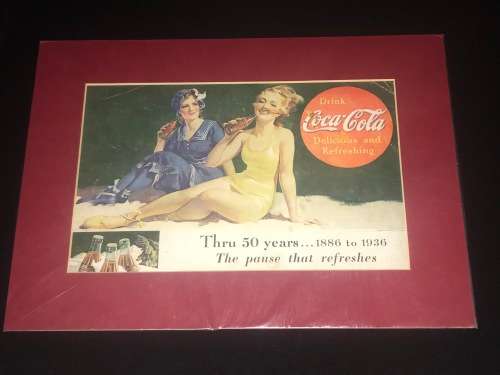 Drink
Coca-Cola
Delicious and
Refreshing
Thru 50 years...1886 to 1936
The pause that refreshes